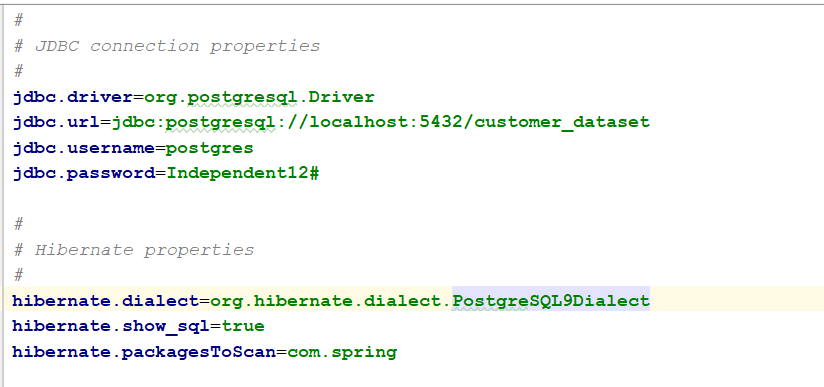 #
# JDBC connection properties
#
jdbc.driver=org.postgresql.Driver
jdbc.url=jdbc:postgresql://localhost:5432/customer_dataset
jdbc.username=postgres
jdbc.password=Independent12#
#
# Hibernate properties
#
hibernate.dialect=org.hibernate.dialect.PostgreSQL9Dialect
hibernate.show_sql=true
hibernate.packagesToScan=com.spring